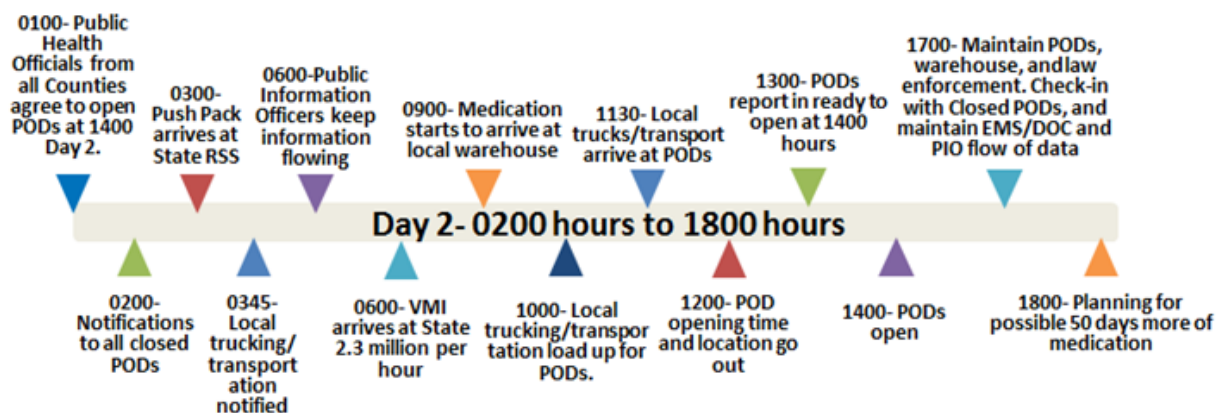 0100- Public
Health
Officials from
all Counties
agree to open
PODs at 1400
Day 2.
0300-
Push Pack
arrives at
State RSS
0600-Public
Information
Officers keep
information
flowing
0900- Medication
starts to arrive at
local warehouse
1130- Local
trucks/transport
arrive at PODs
1300- PODs
report in ready to
open at 1400
hours
1700- Maintain PODs,
warehouse, and law
enforcement. Check-in
with Closed PODs, and
maintain EMS/DOC and
PIO flow of data
Day 2- 0200 hours to 1800 hours
0200-
Notifications
to all closed
PODs
0345-
Local
trucking/
transport
ation
notified
0600- VMI
arrives at State
2.3 million per
hour
1000- Local
trucking/transpor
tation load up for
PODs.
1200- POD
opening time
and location go
out
1400- PODs
open
1800- Planning for
possible 50 days more of
medication